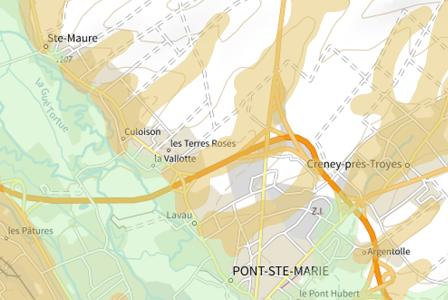 Ste-Maure
la Gué Tortue
Culoison
les Terres Roses
la Vallotte
Creney-près-Troyes
Z.I.
Lavau
les Pâtures
Argentolle
PONT-STE-MARIE
le Pont Hubert